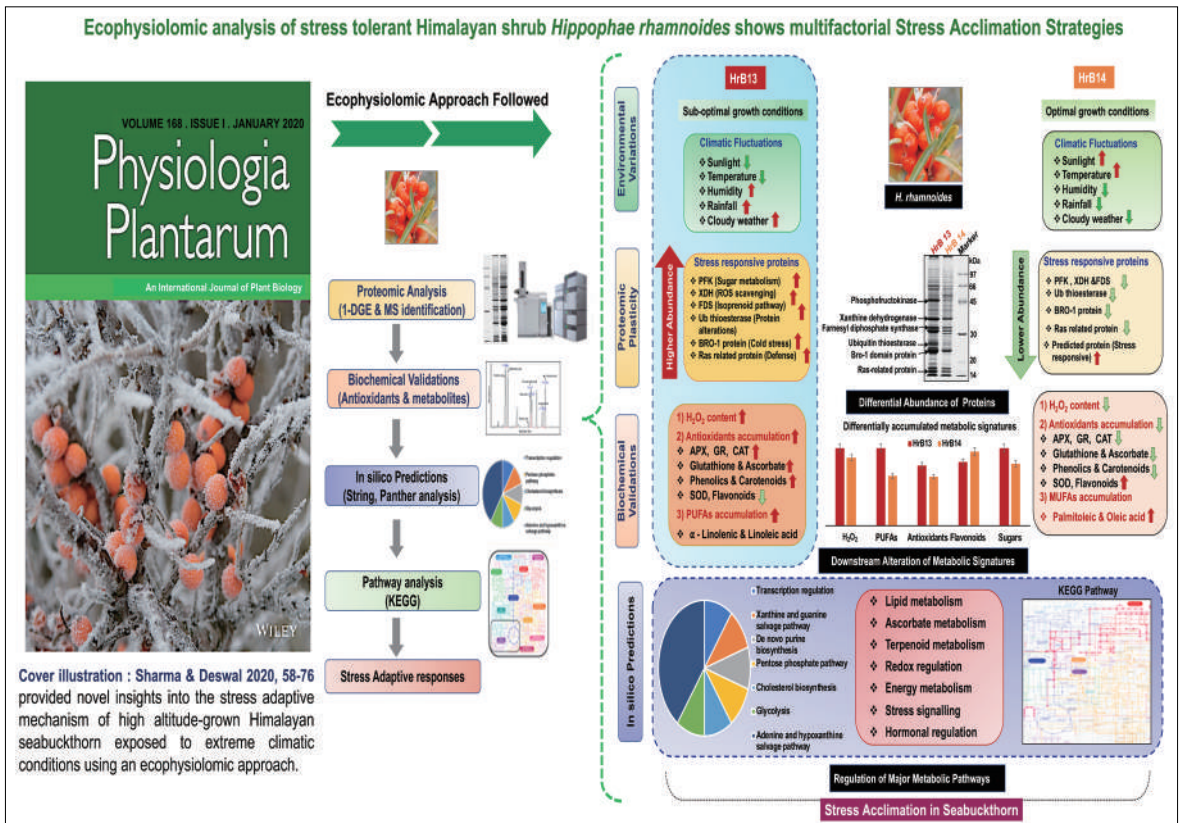 Ecophysiolomic analysis of stress tolerant Himalayan shrub Hippophae rhamnoides shows multifactorial Stress Acclimation Strategies
VOLUME 168 . ISSUE I . JANUARY 2020
Physiologia
Plantarum
An International Journal of Plant Biology
WILEY
Cover illustration : Sharma & Deswal 2020, 58-76
provided novel insights into the stress adaptive
mechanism of high altitude-grown Himalayan
seabuckthorn exposed to extreme climatic
conditions using an ecophysiolomic approach.
Ecophysiolomic Approach Followed
Proteomic Analysis
(1-DGE & MS identification)
Biochemical Validations
(Antioxidants & metabolites)
In silico Predictions
(String, Panther analysis)
Pathway analysis
(KEGG)
Stress Adaptive responses
Transcription regulation
Pentose phosphate
pathway
Cholesterol biosynthesis
Glycolysis
Adenine and hypoxanthine
salvage pathway
Environmental
Variations
Proteomic
Plasticity
Biochemical
Validations
In silico Predictions
HrB13
Sub-optimal growth conditions
Climatic Fluctuations
❖ Sunlight ↓
❖ Temperature ↓
❖ Humidity ↑
❖ Rainfall ↑
❖ Cloudy weather ↑
Higher Abundance
Stress responsive proteins
❖ PFK (Sugar metabolism) ↑
❖ XDH (ROS scavenging) ↑
❖ FDS (Isoprenoid pathway) ↑
❖ Ub thioesterase (Protein
alterations)
❖ BRO-1 protein (Cold stress) ↑
❖ Ras related protein (Defense) ↑
1) H₂O₂ content ↑
2) Antioxidants accumulation ↑
❖ APX, GR, CAT ↑
❖ Glutathione & Ascorbate ↑
❖ Phenolics & Carotenoids ↑
❖ SOD, Flavonoids ↓
3) PUFAs accumulation ↑
❖ α - Linolenic & Linoleic acid
H. rhamnoides
HrB 13
HrB 14
Marker
kDa
97
66
45
30
20
14
Phosphofructokinase
Xanthine dehydrogenase
Farnesyl diphosphate synthase
Ubiquitin thioesterase
Bro-1 domain protein
Ras-related protein
Differential Abundance of Proteins
Differentially accumulated metabolic signatures
HrB13 HrB14
H₂O₂ PUFAs Antioxidants Flavonoids Sugars
Downstream Alteration of Metabolic Signatures
HrB14
Optimal growth conditions
Climatic Fluctuations
❖ Sunlight ↑
❖ Temperature ↑
❖ Humidity ↓
❖ Rainfall ↓
❖ Cloudy weather ↓
Lower Abundance
Stress responsive proteins
❖ PFK , XDH &FDS ↓
❖ Ub thioesterase ↓
❖ BRO-1 protein ↓
❖ Ras related protein ↓
❖ Predicted protein (Stress
responsive) ↑
1) H₂O₂ content ↓
2) Antioxidants accumulation ↓
❖ APX, GR, CAT ↓
❖ Glutathione & Ascorbate ↓
❖ Phenolics & Carotenoids ↓
❖ SOD, Flavonoids ↑
3) MUFAs accumulation
❖ Palmitoleic & Oleic acid ↑
Transcription regulation
Xanthine and guanine
salvage pathway
De novo purine
biosynthesis
Pentose phosphate pathway
Cholesterol biosynthesis
Glycolysis
Adenine and hypoxanthine
salvage pathway
❖ Lipid metabolism
❖ Ascorbate metabolism
❖ Terpenoid metabolism
❖ Redox regulation
❖ Energy metabolism
❖ Stress signalling
❖ Hormonal regulation
KEGG Pathway
Regulation of Major Metabolic Pathways
Stress Acclimation in Seabuckthorn